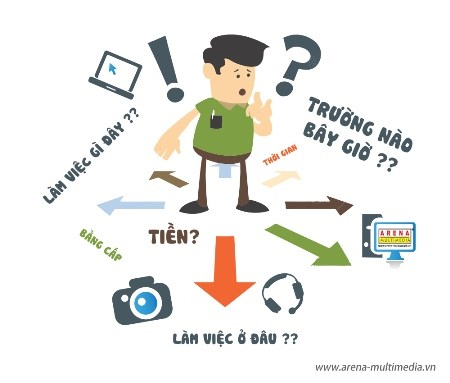 TRƯỜNG NÀO
BÂY GIỜ ??
LÀM VIỆC GÌ ĐÂY ??
THỜI GIAN
BẰNG CẤP
TIỀN?
ARENA
MULTIMEDIA
LÀM VIỆC Ở ĐÂU ??
www.arena-multimedia.vn